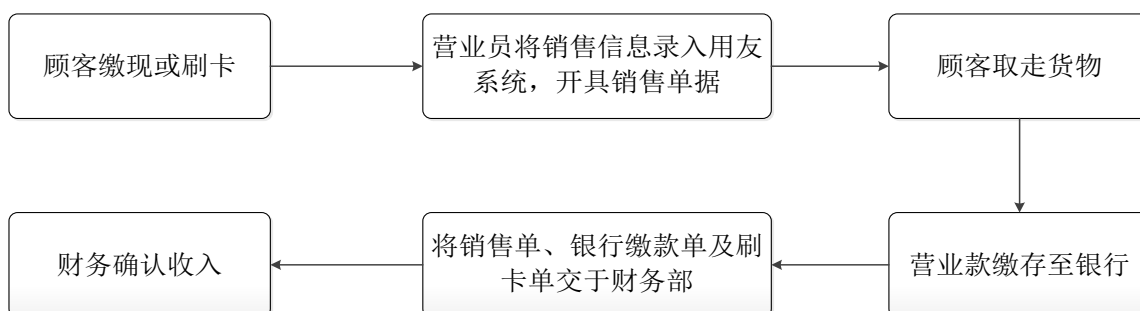 顾客缴现或刷卡
营业员将销售信息录入用友
系统，开具销售单据
顾客取走货物
营业款缴存至银行
将销售单、银行缴款单及刷
卡单交于财务部
财务确认收入